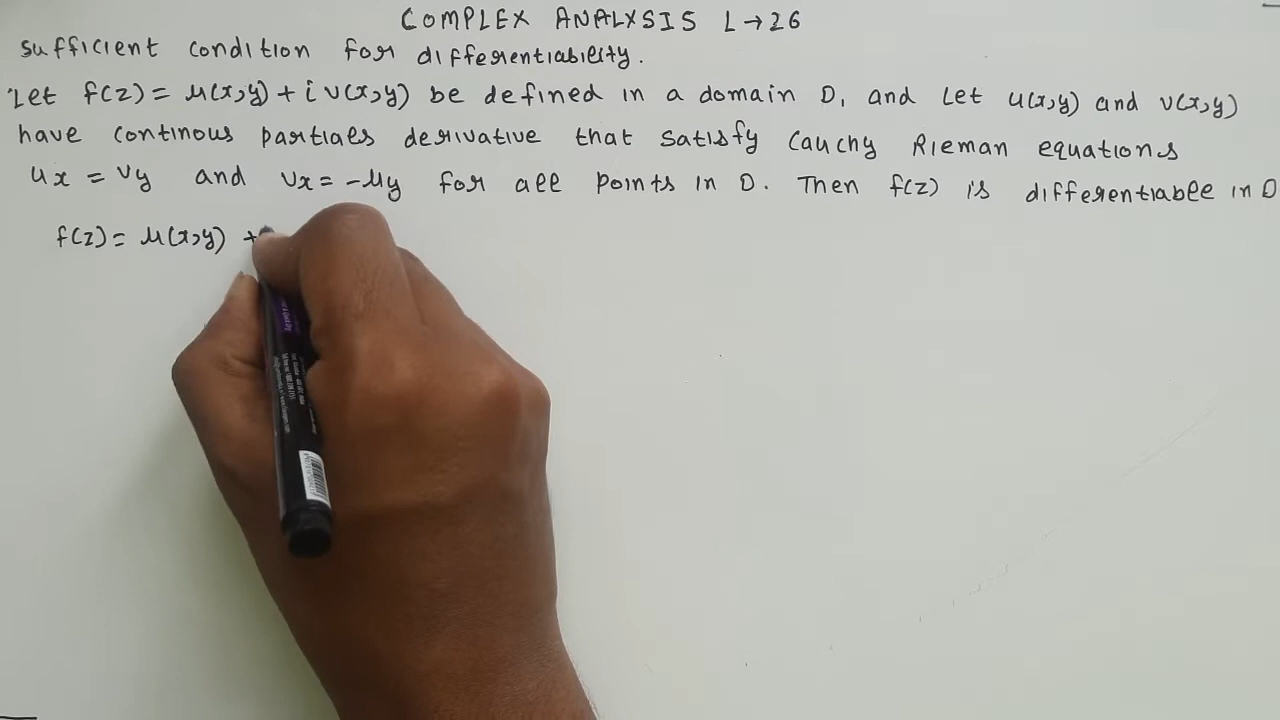 COMPLEX ANALYSIS L→26
sufficient condition for differentiability.
Let f(z) = u(x,y) + i v(x,y) be defined in a domain D, and Let u(x,y) and v(x,y)
have continous partials derivative that satisfy Cauchy Rieman equations
ux = vy and vx = -uy for all points in D. Then f(z) is differentiable in D
f(z) = u(x,y) +